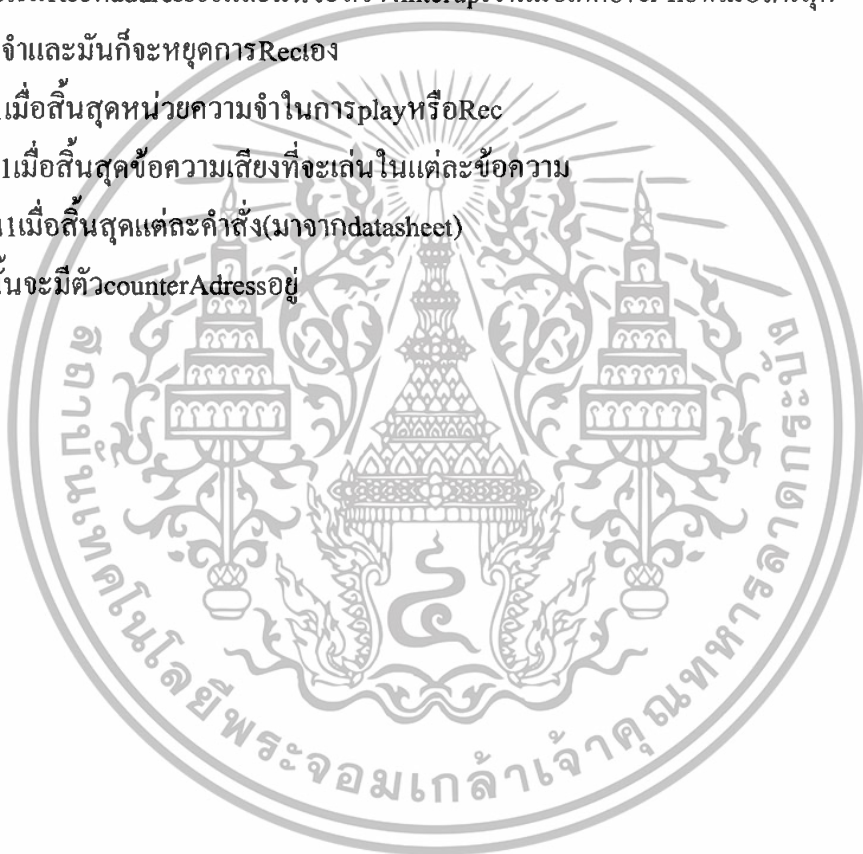 จำและมันก็จะหยุดการRecเอง
เมื่อสิ้นสุดหน่วยความจำในการplayหรือRec
1เมื่อสิ้นสุดข้อความเสียงที่จะเล่นในแต่ละข้อความ
น1เมื่อสิ้นสุดแต่ละคำสั่ง(มาจากdatasheet)
นั้นจะมีตัวcounterAdressอยู่
สถาบันเทคโนโลยีพระจอมเกล้าเจ้าคุณทหารลาดกระบัง